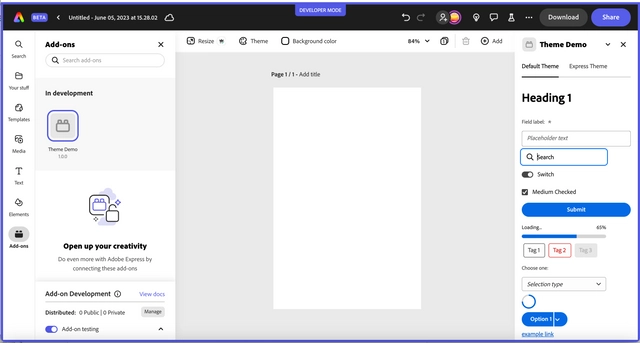 DEVELOPER MODE
BETA
Untitled - June 05, 2023 at 15.28.02
Download
Share
Search
Your stuff
Templates
Media
Text
Elements
Add-ons
Add-ons
Search add-ons
In development
Theme Demo
1.0.0
Open up your creativity
Do even more with Adobe Express by
connecting these add-ons
Add-on Development
View docs
Distributed: 0 Public | 0 Private
Manage
Add-on testing
Resize
Theme
Background color
84%
Add
Page 1 / 1 - Add title
Theme Demo
Default Theme
Express Theme
Heading 1
Field label: *
Placeholder text
Search
Switch
Medium Checked
Submit
Loading..
65%
Tag 1
Tag 2
Tag 3
Choose one:
Selection type
Option 1
example link